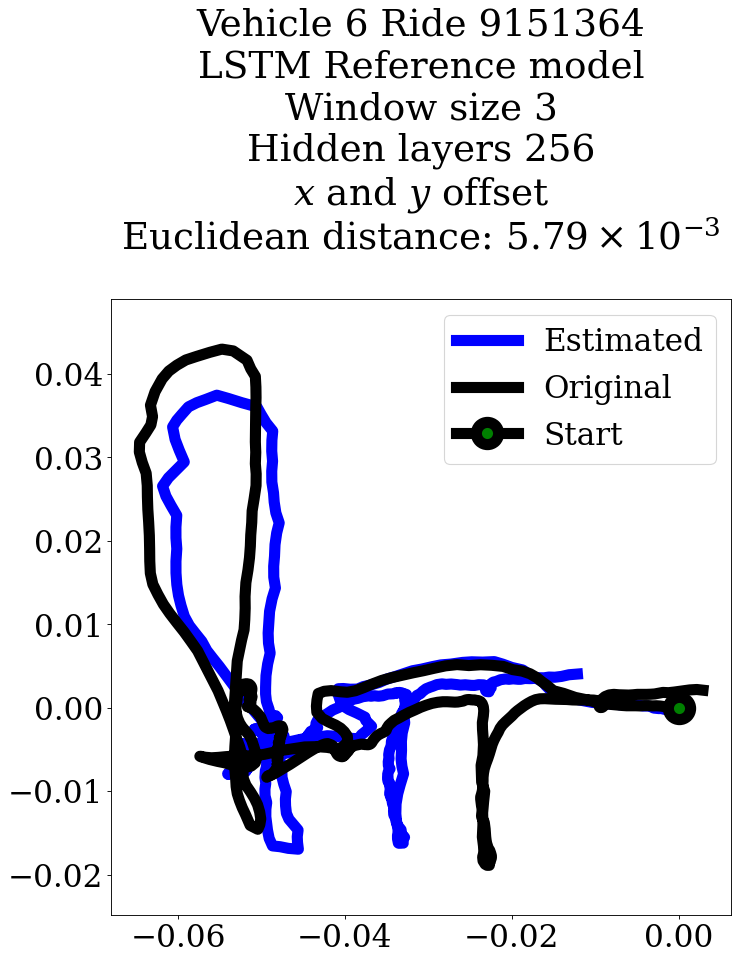 Vehicle 6 Ride 9151364
LSTM Reference model
Window size 3
Hidden layers 256
x and y offset
Euclidean distance: 5.79 × 10⁻³
Estimated
Original
Start
0.04
0.03
0.02
0.01
0.00
−0.01
−0.02
−0.06 −0.04 −0.02 0.00